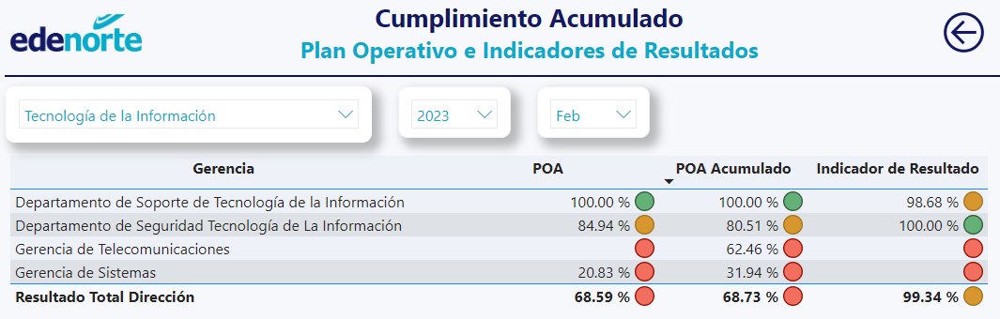 edenorte
Cumplimiento Acumulado
Plan Operativo e Indicadores de Resultados
Tecnología de la Información
2023
Feb
Gerencia POA POA Acumulado Indicador de Resultado
Departamento de Soporte de Tecnología de la Información 100.00 % 100.00 % 98.68 %
Departamento de Seguridad Tecnología de La Información 84.94 % 80.51 % 100.00 %
Gerencia de Telecomunicaciones 62.46 %
Gerencia de Sistemas 20.83 % 31.94 %
Resultado Total Dirección 68.59 % 68.73 % 99.34 %